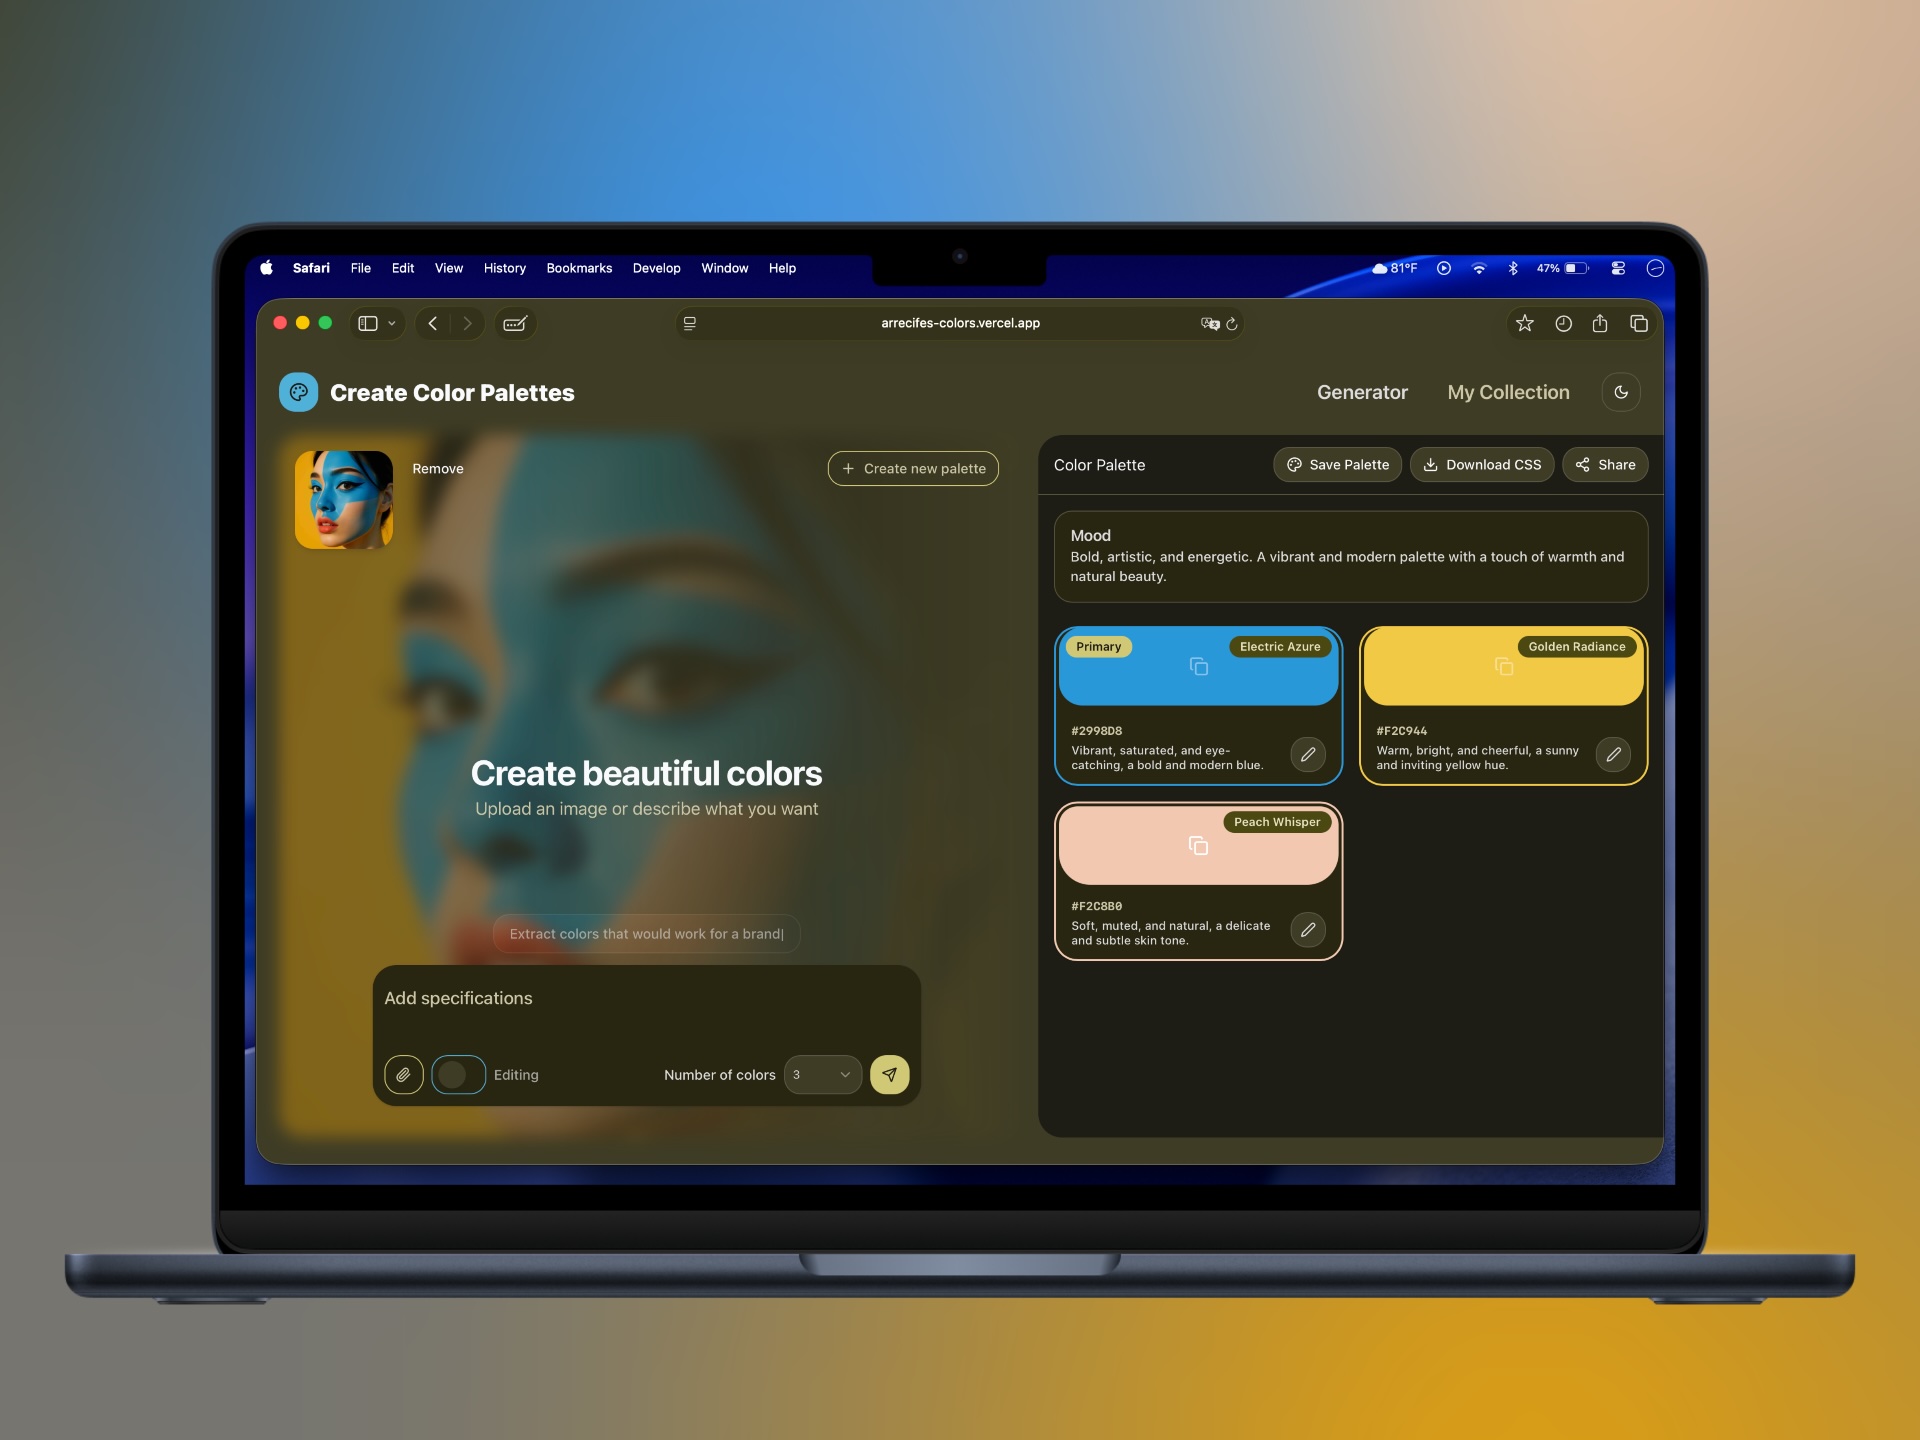 Safari File Edit View History Bookmarks Develop Window Help
81°F 47%
arrecifes-colors.vercel.app
Create Color Palettes
Generator My Collection
Remove
Create new palette
Create beautiful colors
Upload an image or describe what you want
Extract colors that would work for a brand|
Add specifications
Editing
Number of colors 3
Color Palette
Save Palette Download CSS Share
Mood
Bold, artistic, and energetic. A vibrant and modern palette with a touch of warmth and
natural beauty.
Primary Electric Azure
#2998D8
Vibrant, saturated, and eye-
catching, a bold and modern blue.
Golden Radiance
#F2C944
Warm, bright, and cheerful, a sunny
and inviting yellow hue.
Peach Whisper
#F2C8B0
Soft, muted, and natural, a delicate
and subtle skin tone.